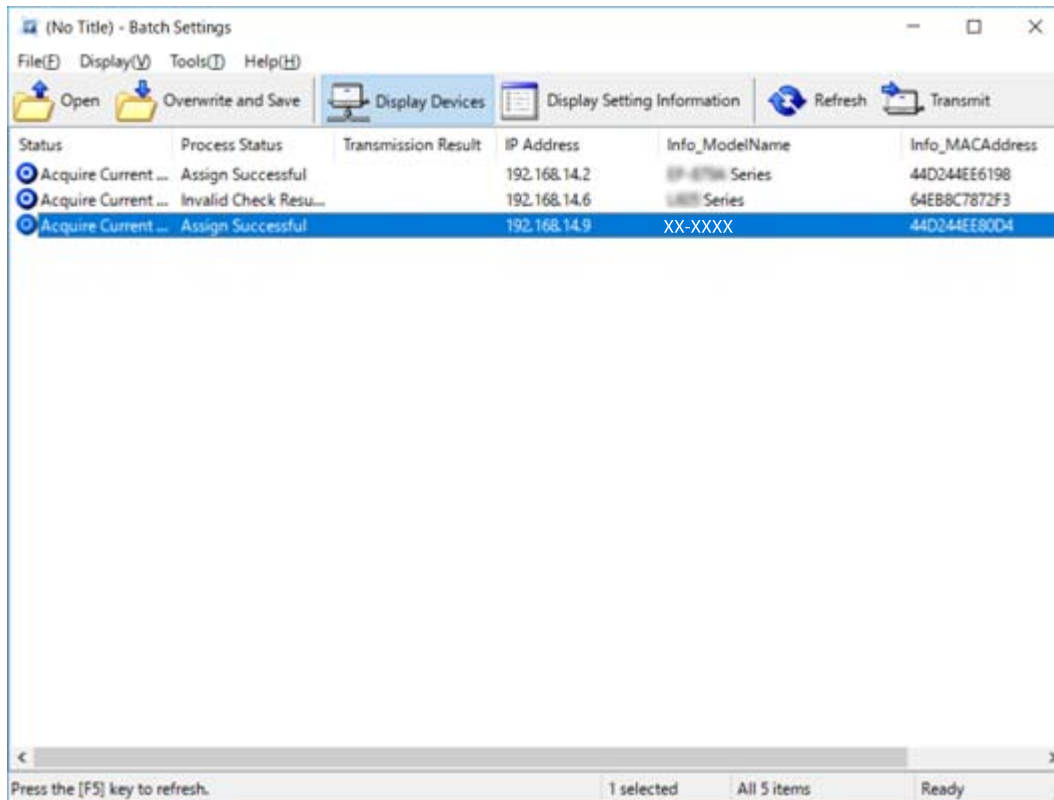 (No Title) - Batch Settings
File(F) Display(V) Tools(T) Help(H)
Open Overwrite and Save Display Devices Display Setting Information Refresh Transmit
Status Process Status Transmission Result IP Address Info_ModelName Info_MACAddress
Acquire Current ... Assign Successful 192.168.14.2 Series 44D244EE6198
Acquire Current ... Invalid Check Resu... 192.168.14.6 Series 64EB8C7872F3
Acquire Current ... Assign Successful 192.168.14.9 XX-XXXX 44D244EE80D4
Press the [F5] key to refresh. 1 selected All 5 items Ready